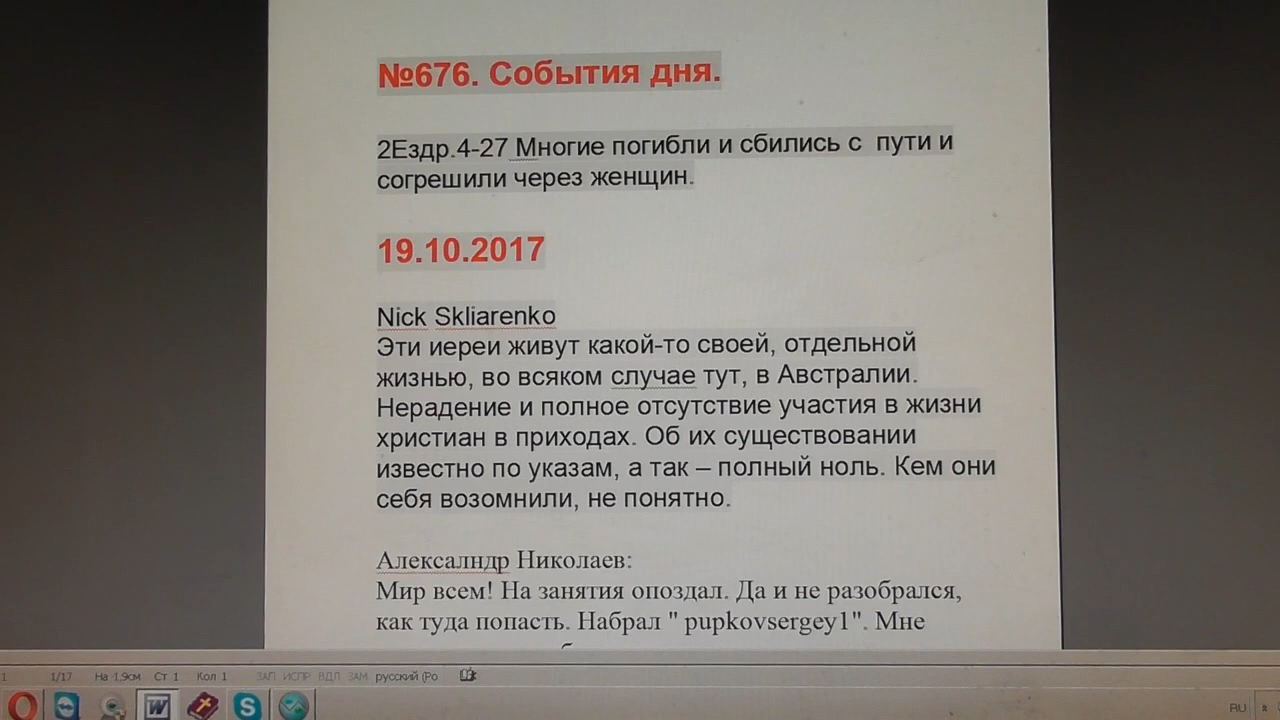 №676. События дня.
2Ездр.4-27 Многие погибли и сбились с пути и
согрешили через женщин.
19.10.2017
Nick Skliarenko
Эти иереи живут какой-то своей, отдельной
жизнью, во всяком случае тут, в Австралии.
Нерадение и полное отсутствие участия в жизни
христиан в приходах. Об их существовании
известно по указам, а так – полный ноль. Кем они
себя возомнили, не понятно.
Алексалндр Николаев:
Мир всем! На занятия опоздал. Да и не разобрался,
как туда попасть. Набрал " pupkovsergey1". Мне
1 1/17 На 1,9см Ст 1 Кол 1 ЗАП ИСПР ВДЛ ЗАМ русский (Ро
RU